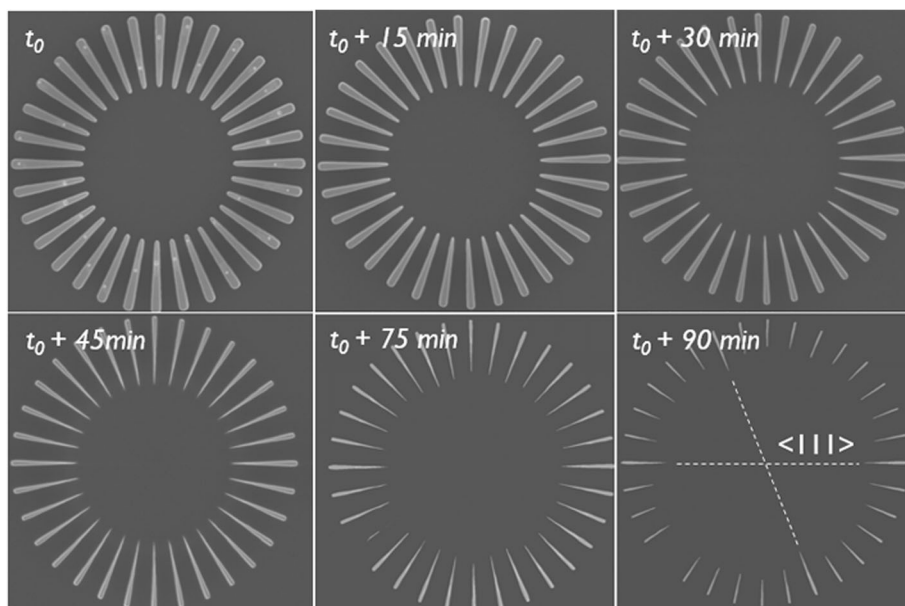 t₀
t₀ + 15 min
t₀ + 30 min
t₀ + 45min
t₀ + 75 min
t₀ + 90 min
<111>